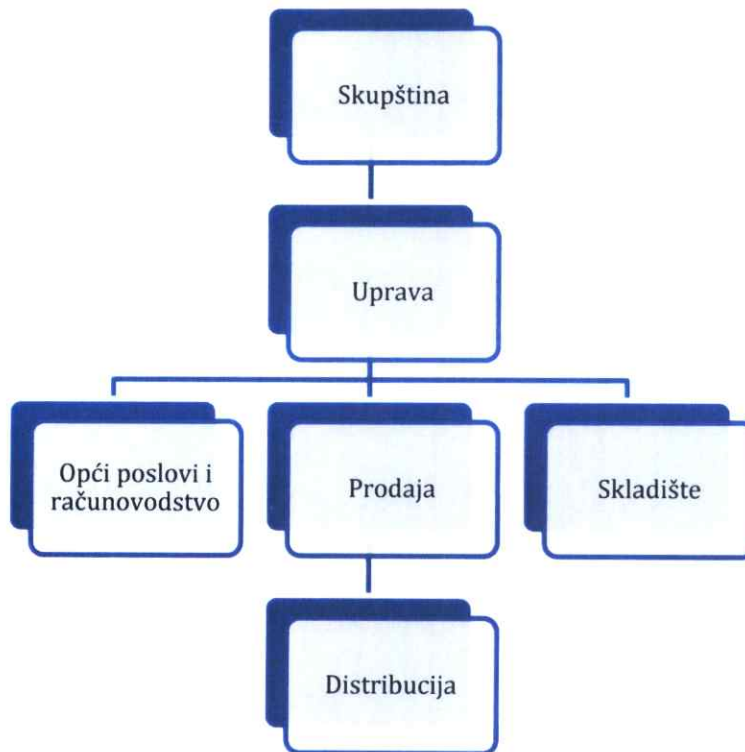 Skupština
Uprava
Opći poslovi i
računovodstvo
Prodaja
Skladište
Distribucija